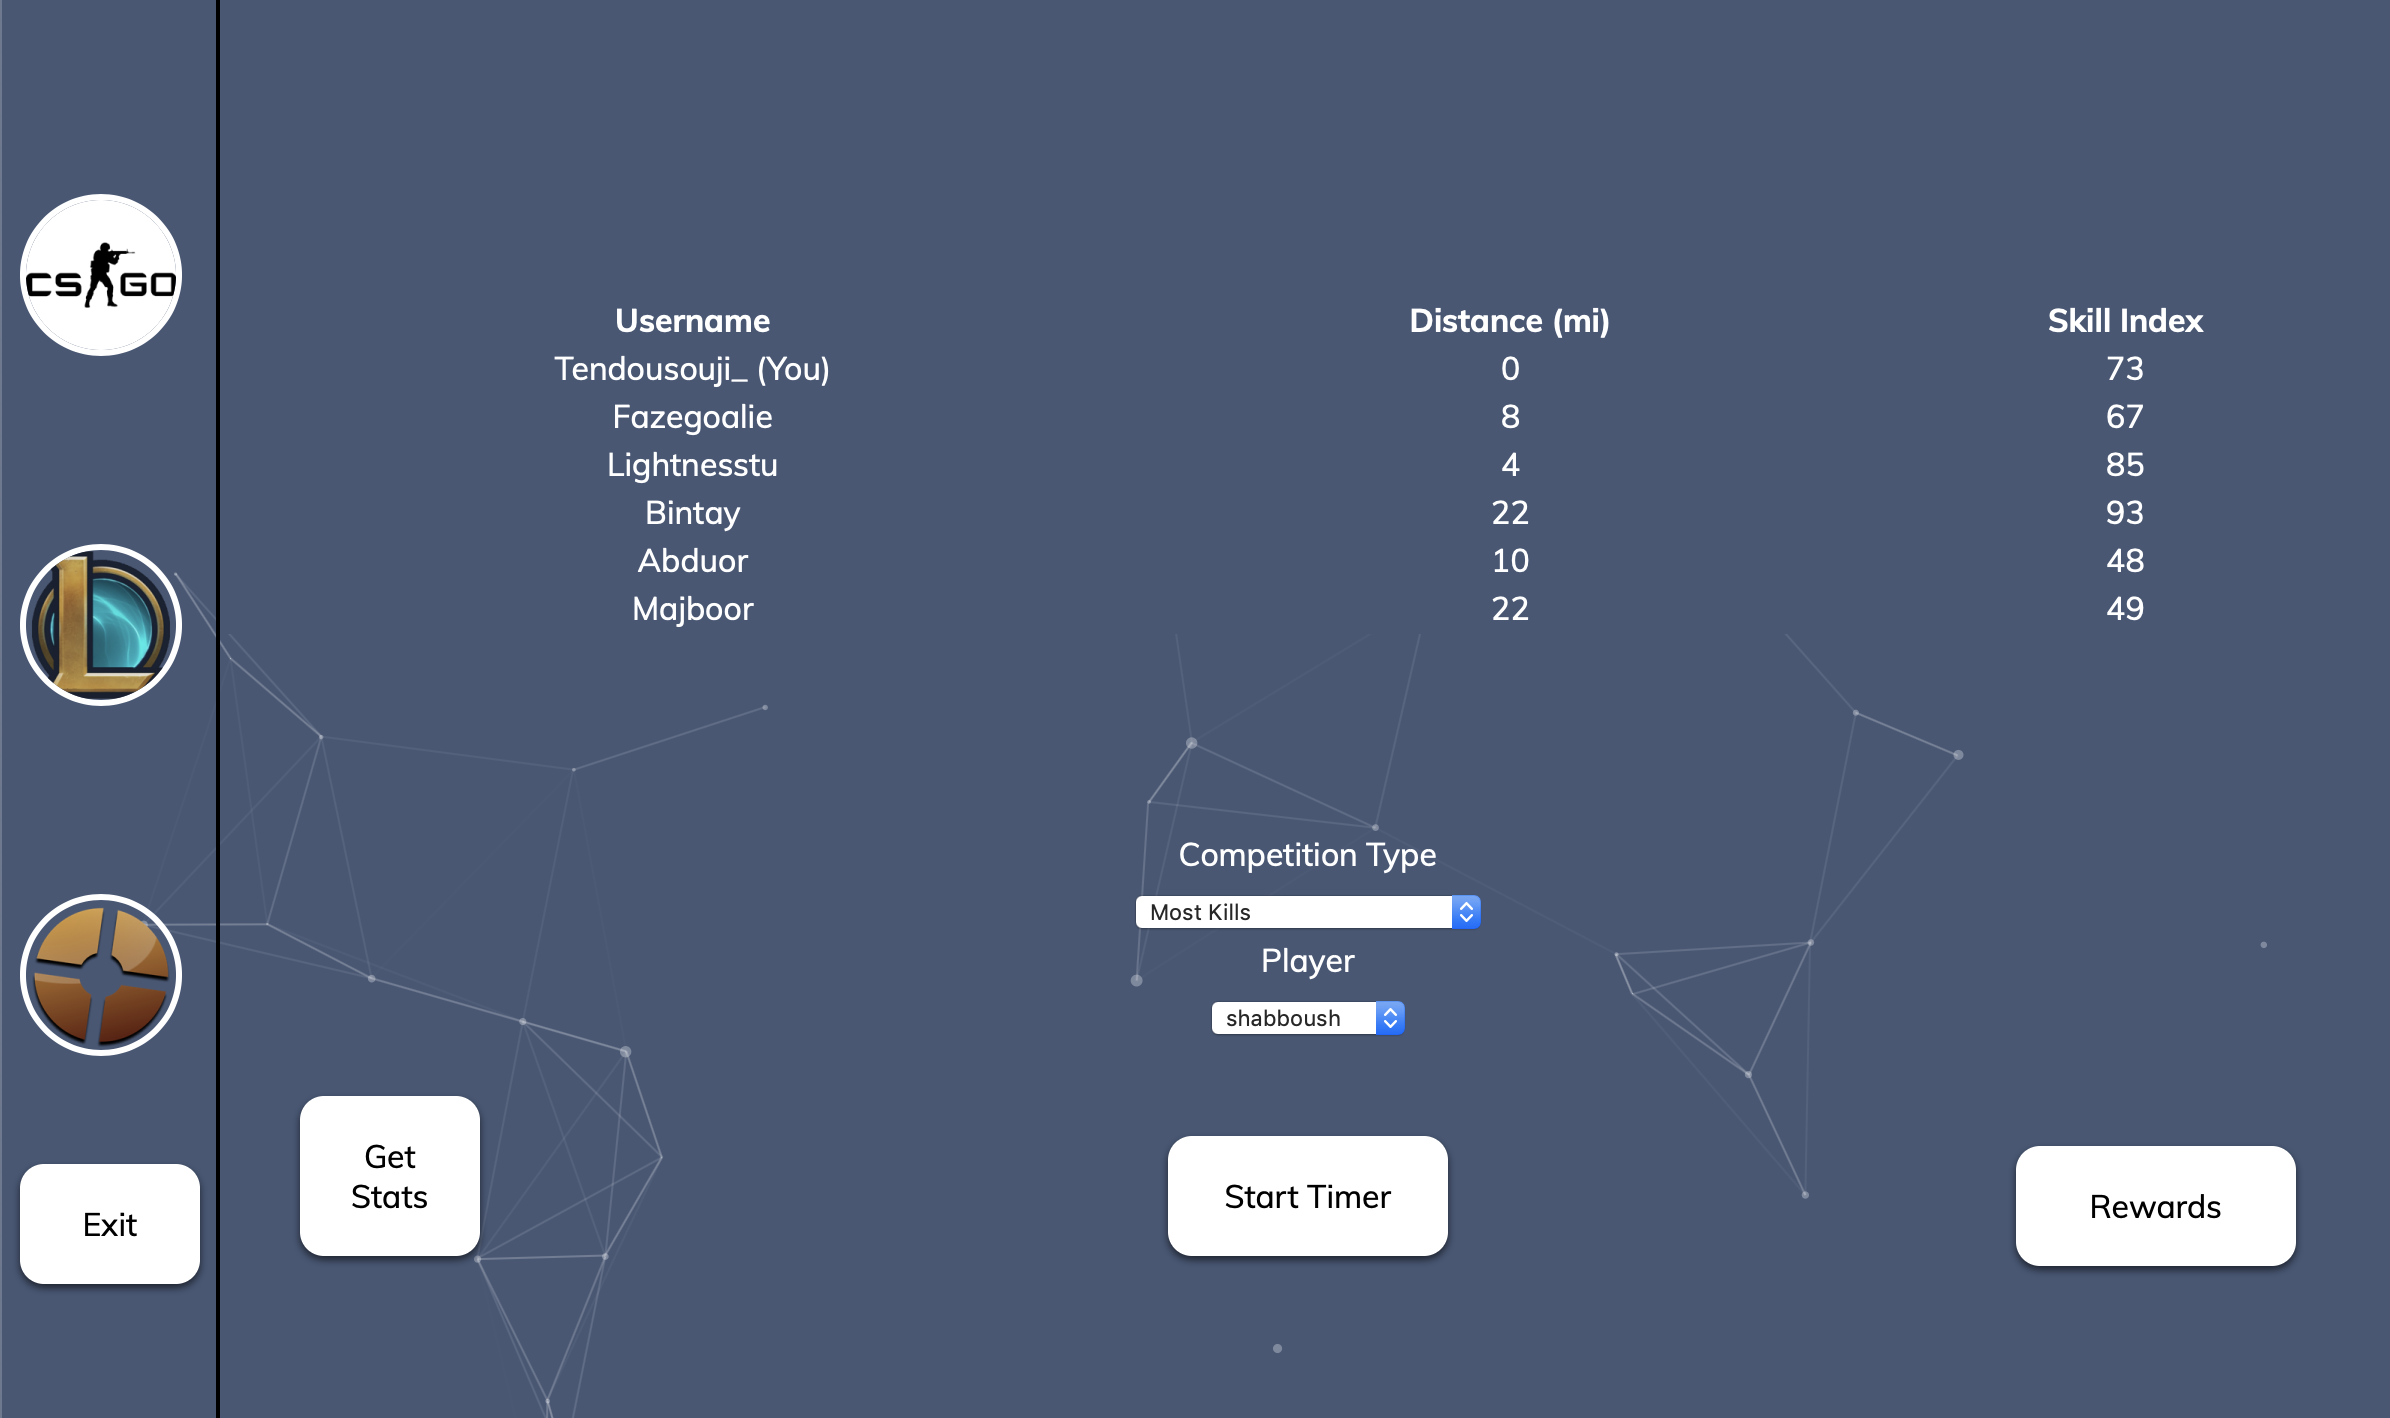 CS GO
Username Distance (mi) Skill Index
Tendousouji_ (You) 0 73
Fazegoalie 8 67
Lightnesstu 4 85
Bintay 22 93
Abduor 10 48
Majboor 22 49
Competition Type
Most Kills
Player
shabboush
Get
Stats
Start Timer
Rewards
Exit